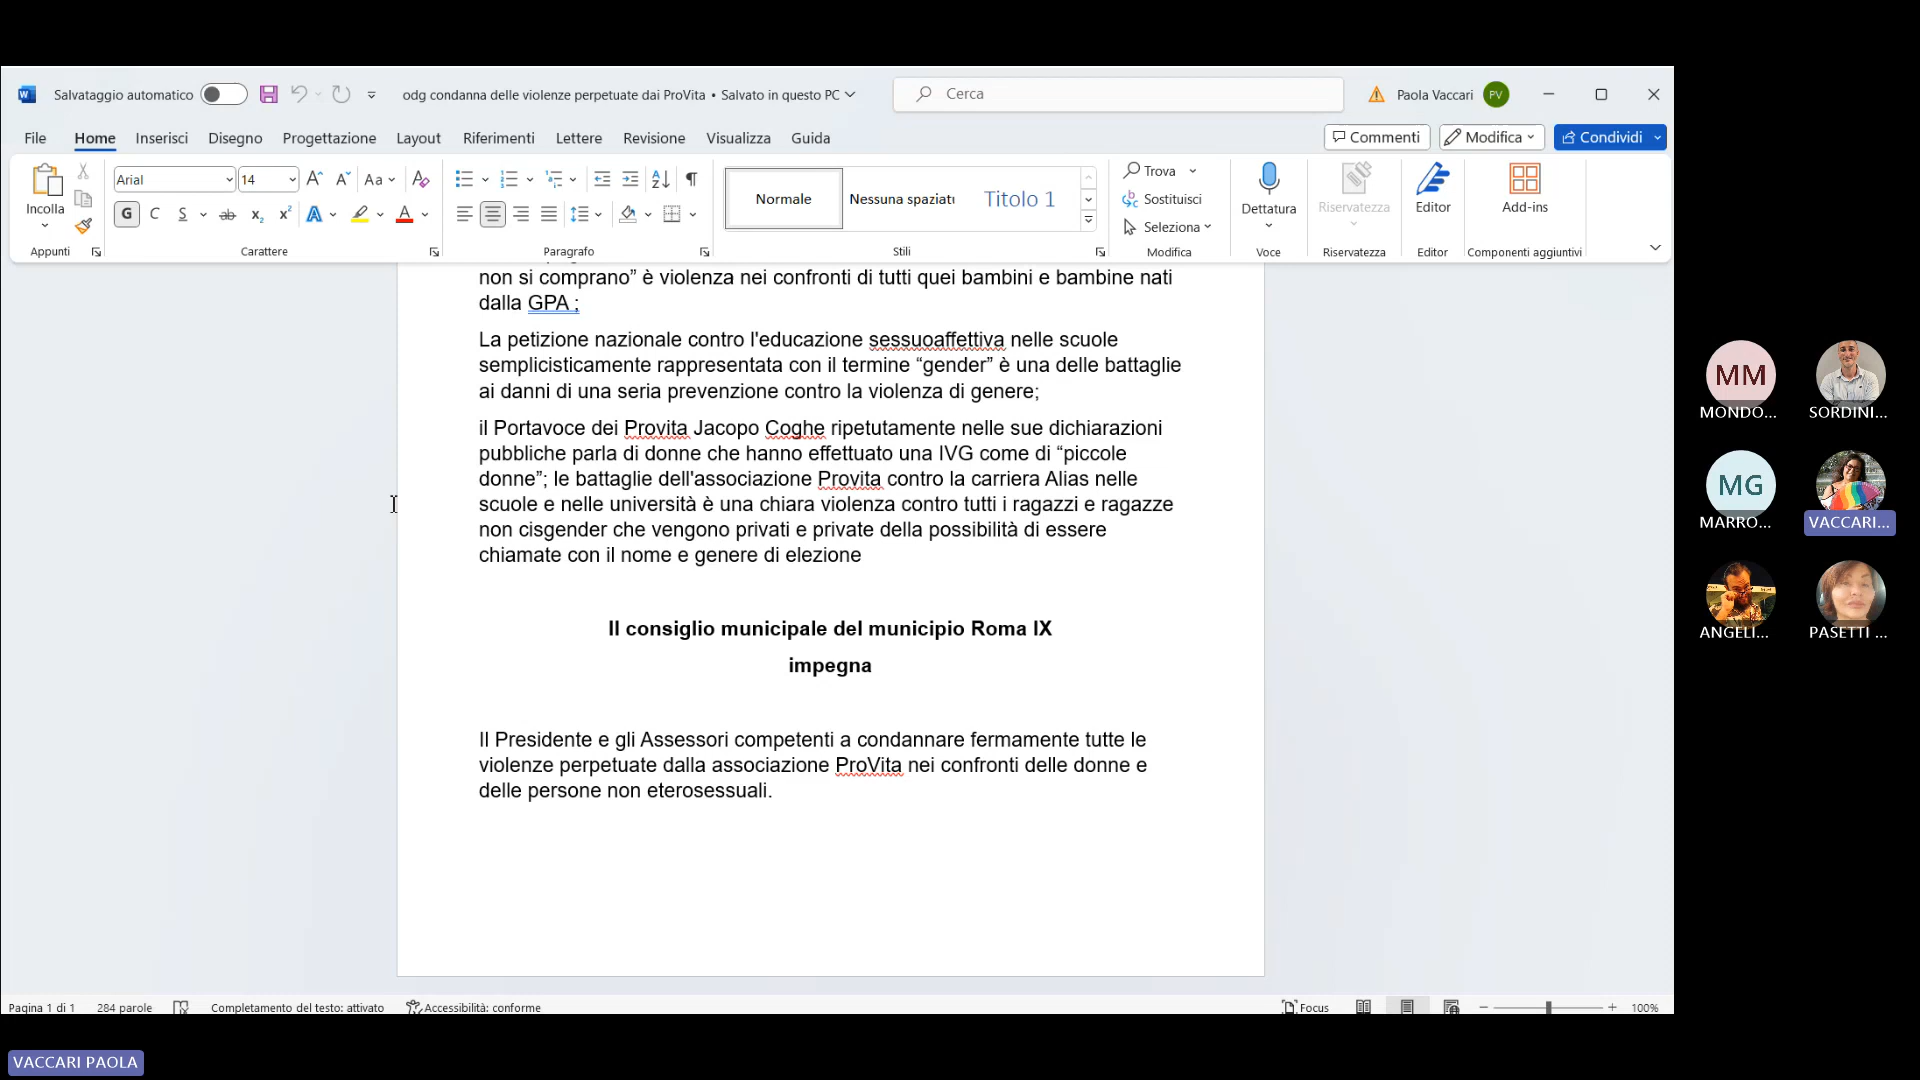 Salvataggio automatico
odg condanna delle violenze perpetuate dai ProVita • Salvato in questo PC
Cerca
Paola Vaccari
PV
File Home Inserisci Disegno Progettazione Layout Riferimenti Lettere Revisione Visualizza Guida
Commenti
Modifica
Condividi
Incolla
Appunti
Arial
14
Carattere
Paragrafo
Normale
Nessuna spaziati
Titolo 1
Stili
Trova
Sostituisci
Seleziona
Modifica
Dettatura
Voce
Riservatezza
Riservatezza
Editor
Editor
Add-ins
Componenti aggiuntivi
non si comprano” è violenza nei confronti di tutti quei bambini e bambine nati
dalla GPA ;
La petizione nazionale contro l'educazione sessuoaffettiva nelle scuole
semplicisticamente rappresentata con il termine “gender” è una delle battaglie
ai danni di una seria prevenzione contro la violenza di genere;
il Portavoce dei Provita Jacopo Coghe ripetutamente nelle sue dichiarazioni
pubbliche parla di donne che hanno effettuato una IVG come di “piccole
donne”; le battaglie dell'associazione Provita contro la carriera Alias nelle
scuole e nelle università è una chiara violenza contro tutti i ragazzi e ragazze
non cisgender che vengono privati e private della possibilità di essere
chiamate con il nome e genere di elezione
Il consiglio municipale del municipio Roma IX
impegna
Il Presidente e gli Assessori competenti a condannare fermamente tutte le
violenze perpetuate dalla associazione ProVita nei confronti delle donne e
delle persone non eterosessuali.
Pagina 1 di 1
284 parole
Completamento del testo: attivato
Accessibilità: conforme
Focus
100%
MM
MONDO...
SORDINI...
MG
MARRO...
VACCARI...
ANGELI...
PASETTI ...
VACCARI PAOLA